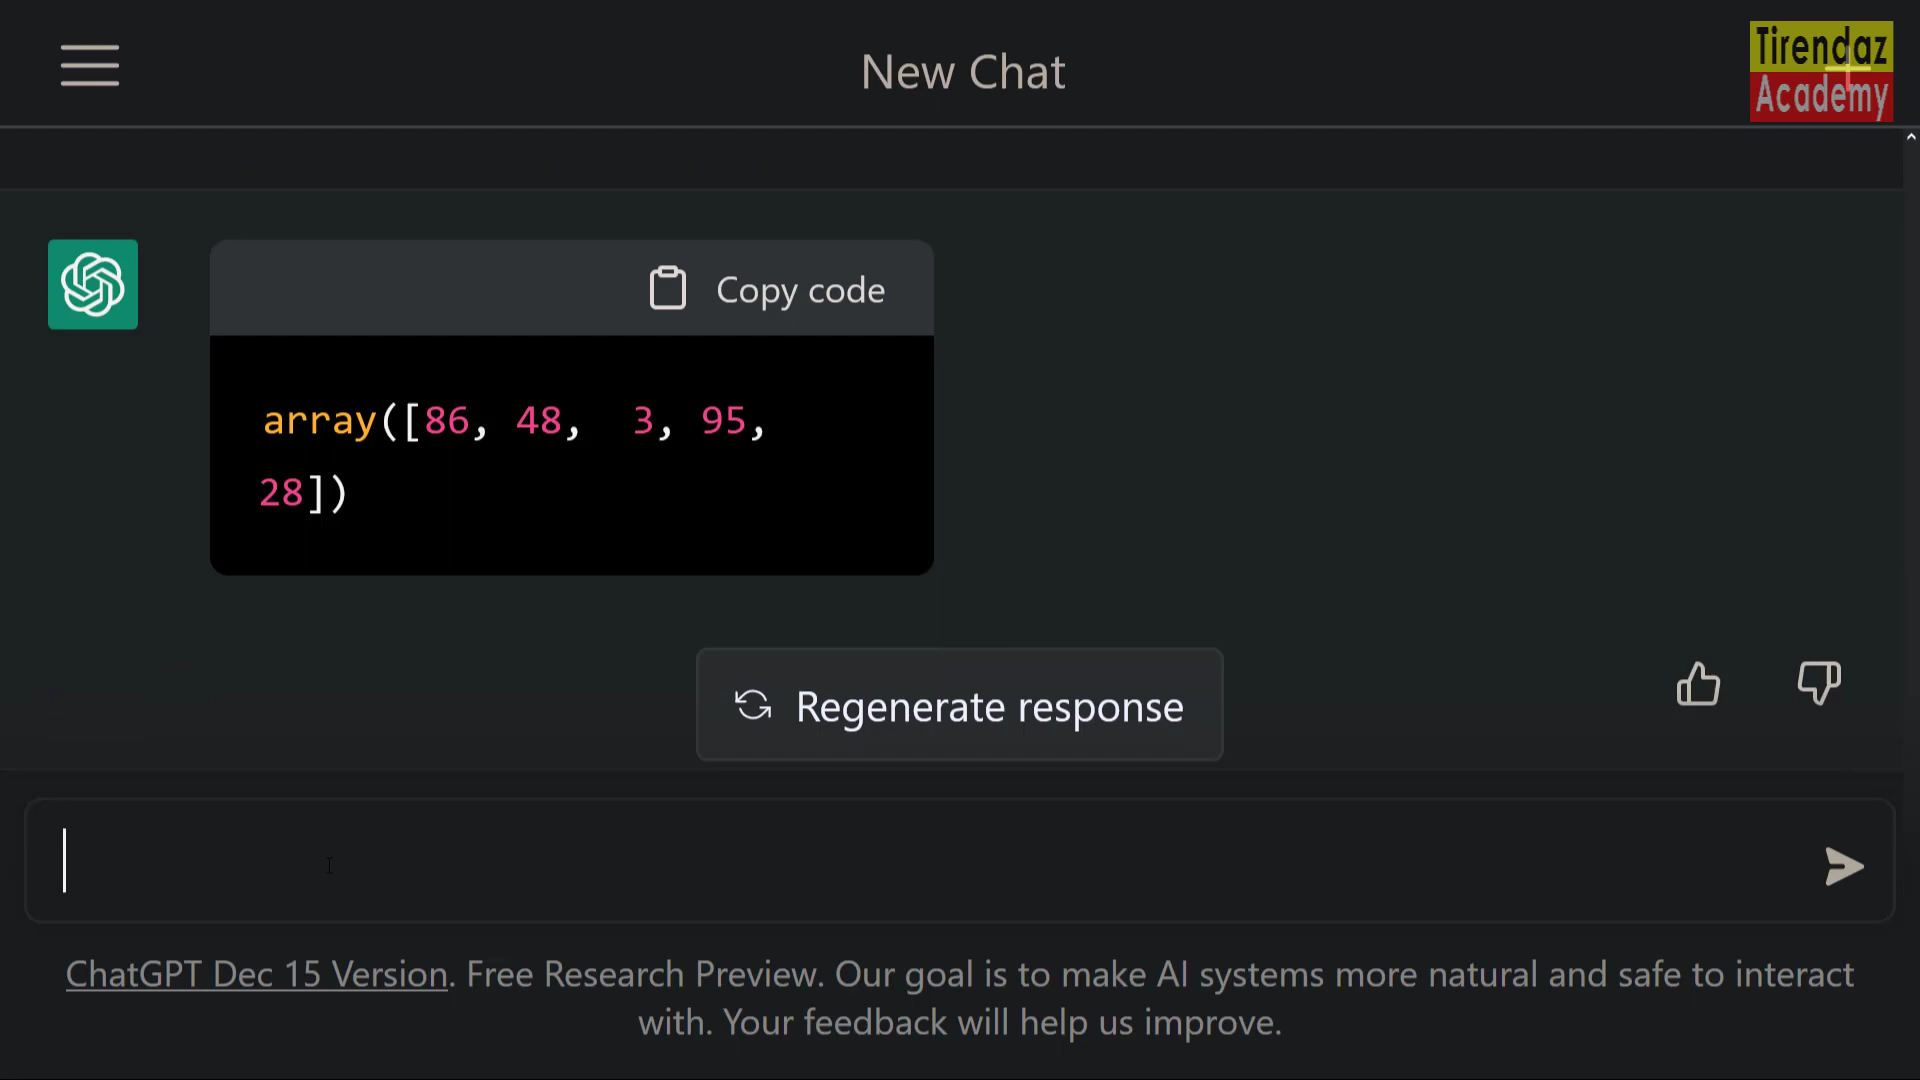 New Chat
Tirendaz
Academy
Copy code
array([86, 48,  3, 95,
28])
Regenerate response
ChatGPT Dec 15 Version. Free Research Preview. Our goal is to make AI systems more natural and safe to interact
with. Your feedback will help us improve.